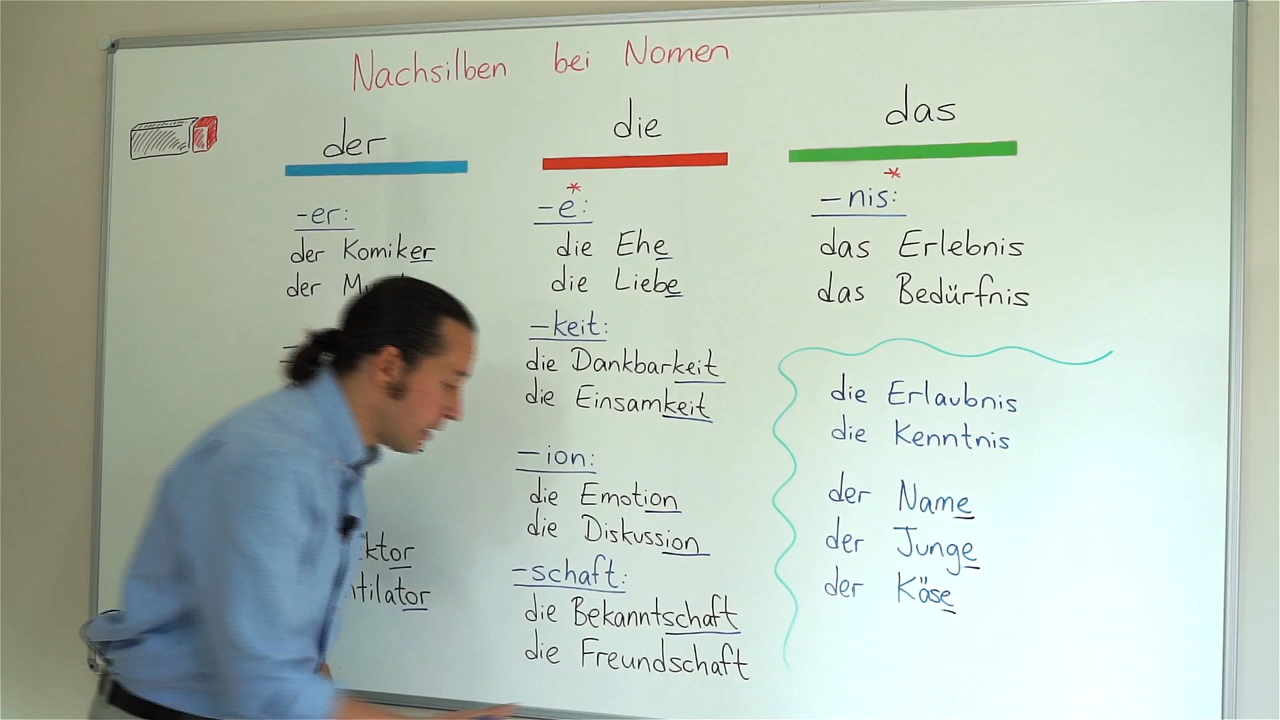 Nachsilben bei Nomen
der
-er:
der Komiker
der
die
-e*:
die Ehe
die Liebe
-keit:
die Dankbarkeit
die Einsamkeit
-ion:
die Emotion
die Diskussion
-schaft:
die Bekanntschaft
die Freundschaft
das
-nis:*
das Erlebnis
das Bedürfnis
die Erlaubnis
die Kenntnis
der Name
der Junge
der Käse